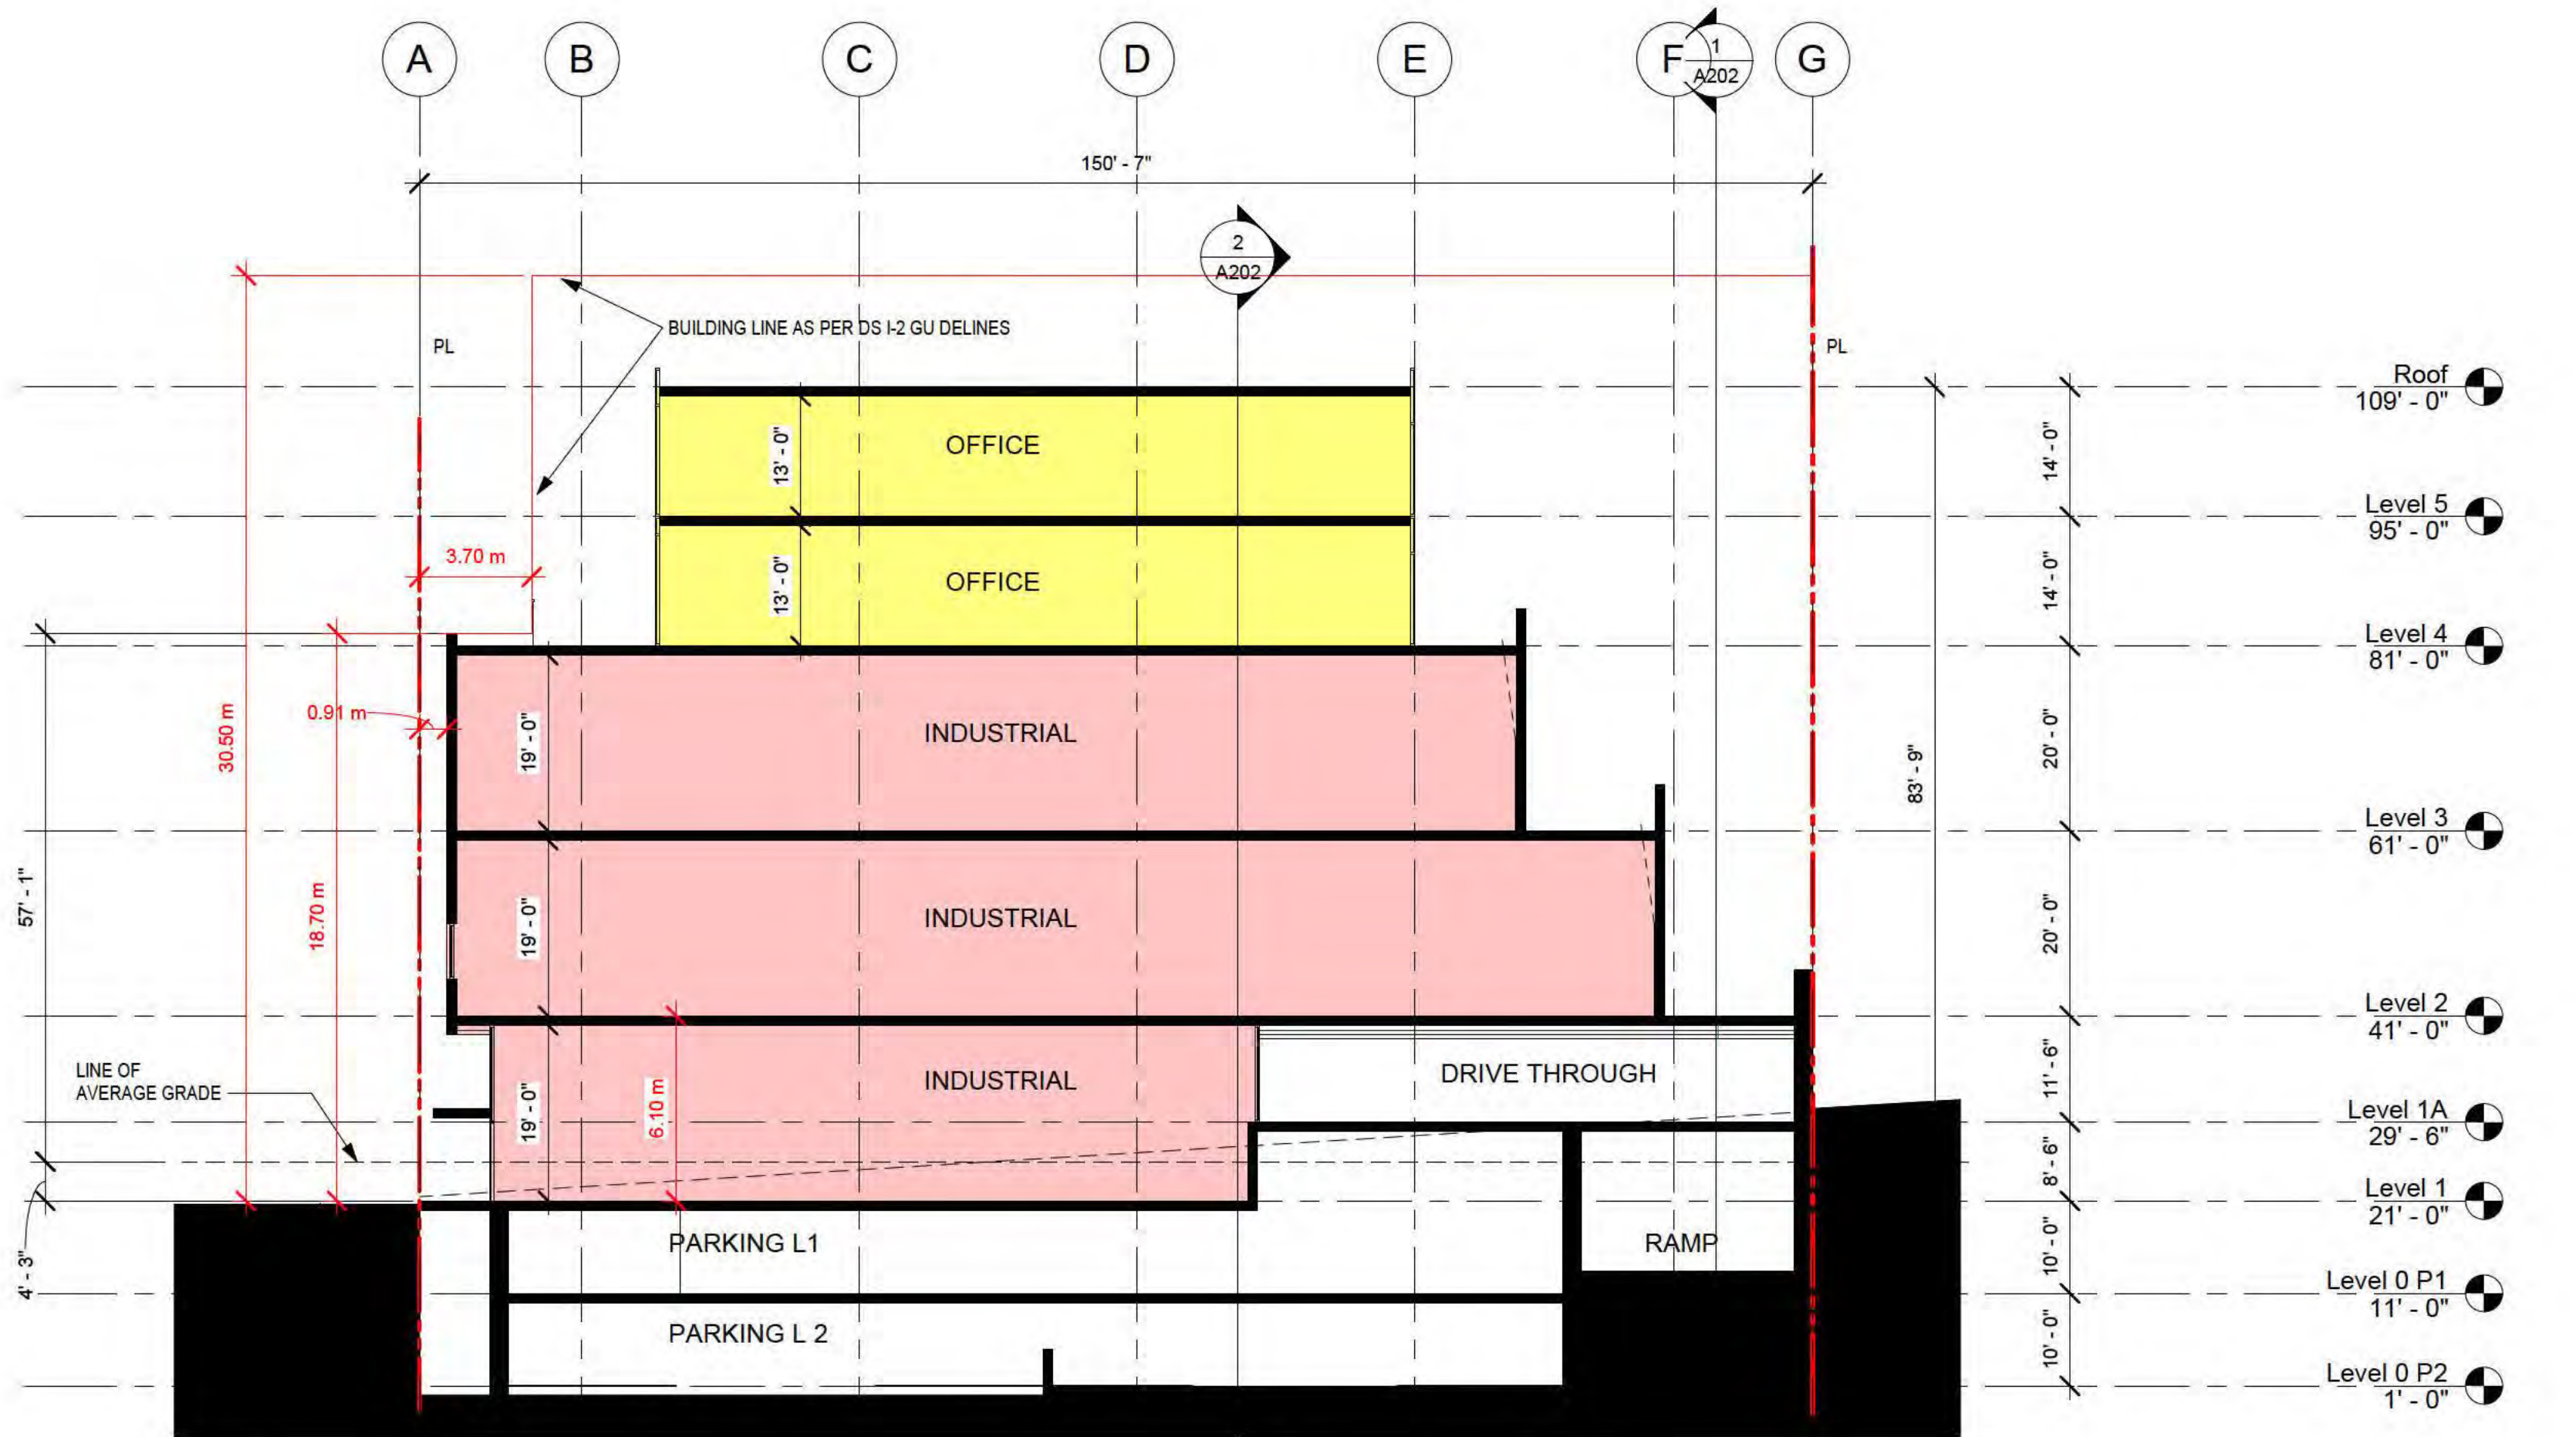 A
B
C
D
E
F
1
A202
G
150' - 7"
2
A202
BUILDING LINE AS PER DS I-2 GU DELINES
PL
PL
Roof
109' - 0"
OFFICE
13' - 0"
14' - 0"
Level 5
95' - 0"
3.70 m
OFFICE
13' - 0"
14' - 0"
Level 4
81' - 0"
30.50 m
0.91 m
19' - 0"
INDUSTRIAL
83' - 9"
20' - 0"
Level 3
61' - 0"
57' - 1"
18.70 m
19' - 0"
INDUSTRIAL
20' - 0"
Level 2
41' - 0"
LINE OF
AVERAGE GRADE
19' - 0"
6.10 m
INDUSTRIAL
DRIVE THROUGH
11' - 6"
Level 1A
29' - 6"
8' - 6"
Level 1
21' - 0"
4' - 3"
PARKING L1
RAMP
10' - 0"
Level 0 P1
11' - 0"
PARKING L 2
10' - 0"
Level 0 P2
1' - 0"